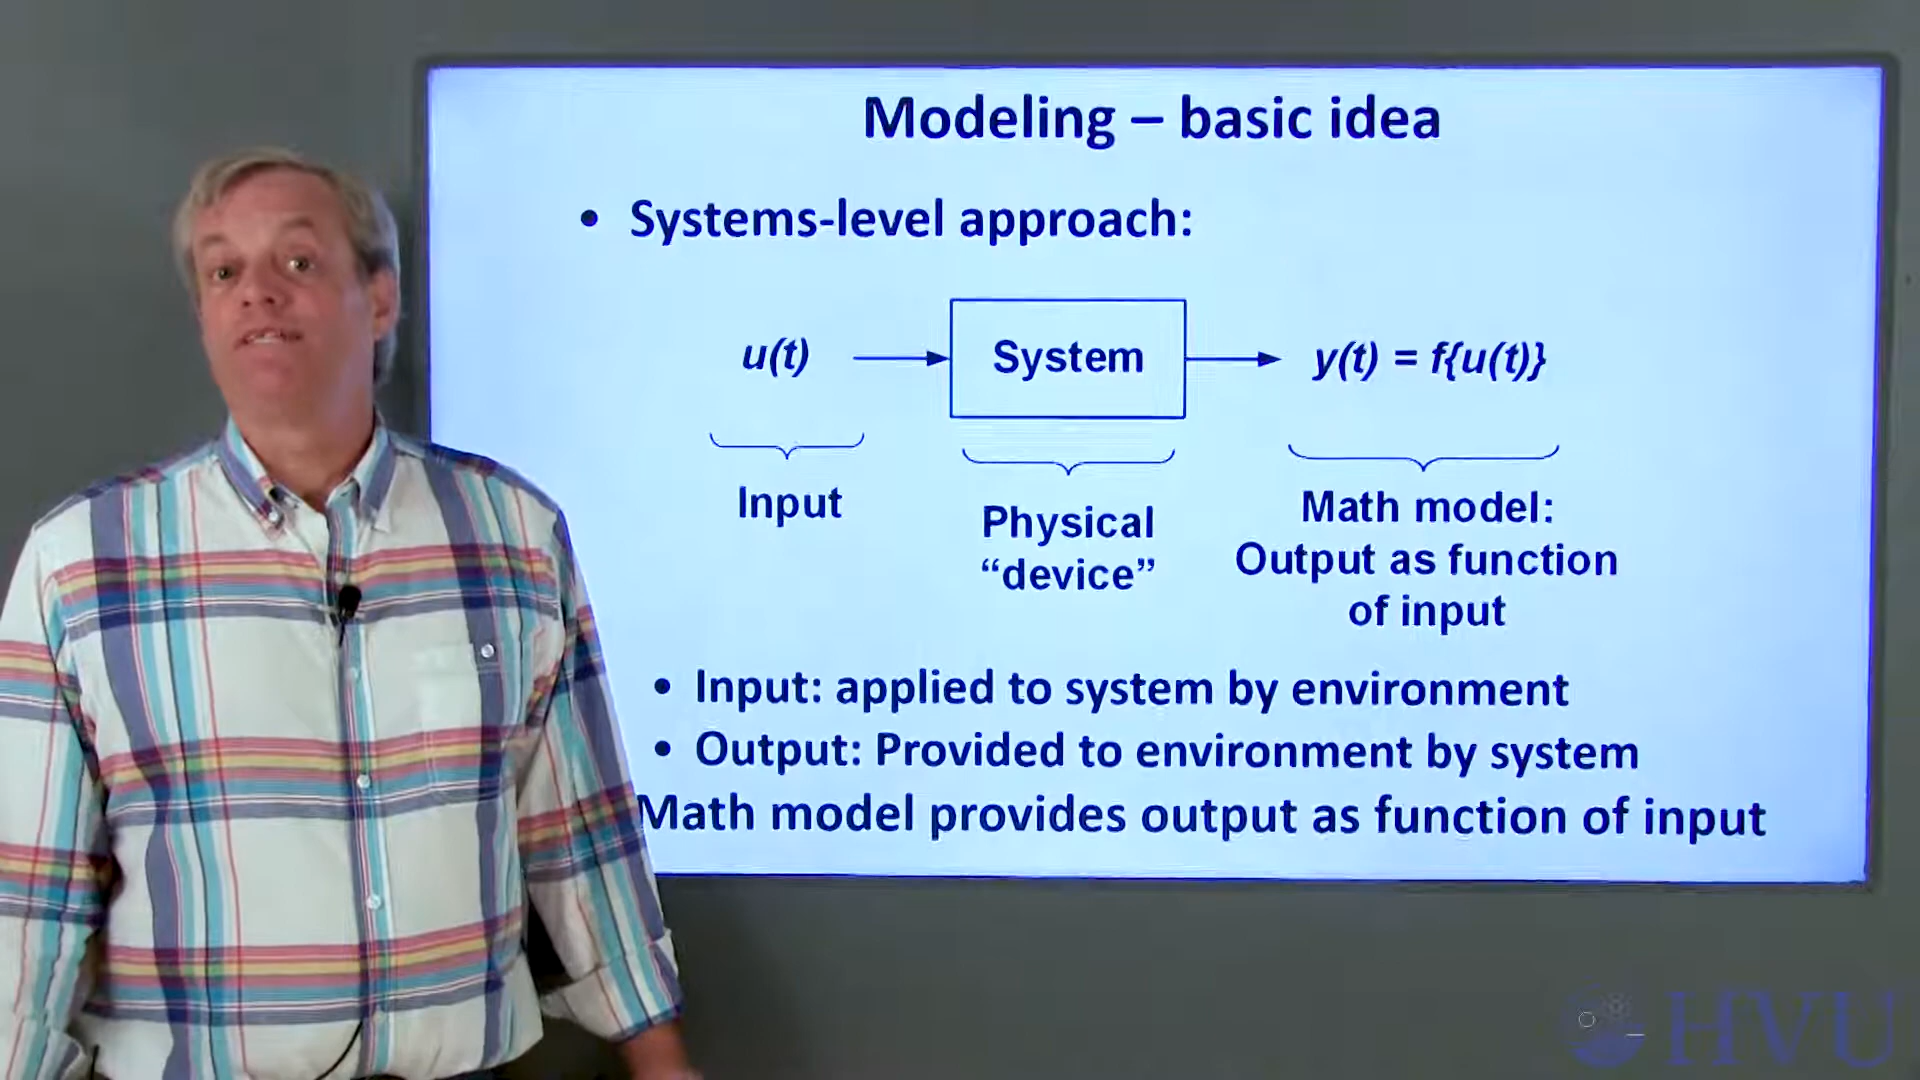 Modeling – basic idea
• Systems-level approach:
u(t)
System
y(t) = f{u(t)}
Input
Physical
“device”
Math model:
Output as function
of input
• Input: applied to system by environment
• Output: Provided to environment by system
Math model provides output as function of input
HVU